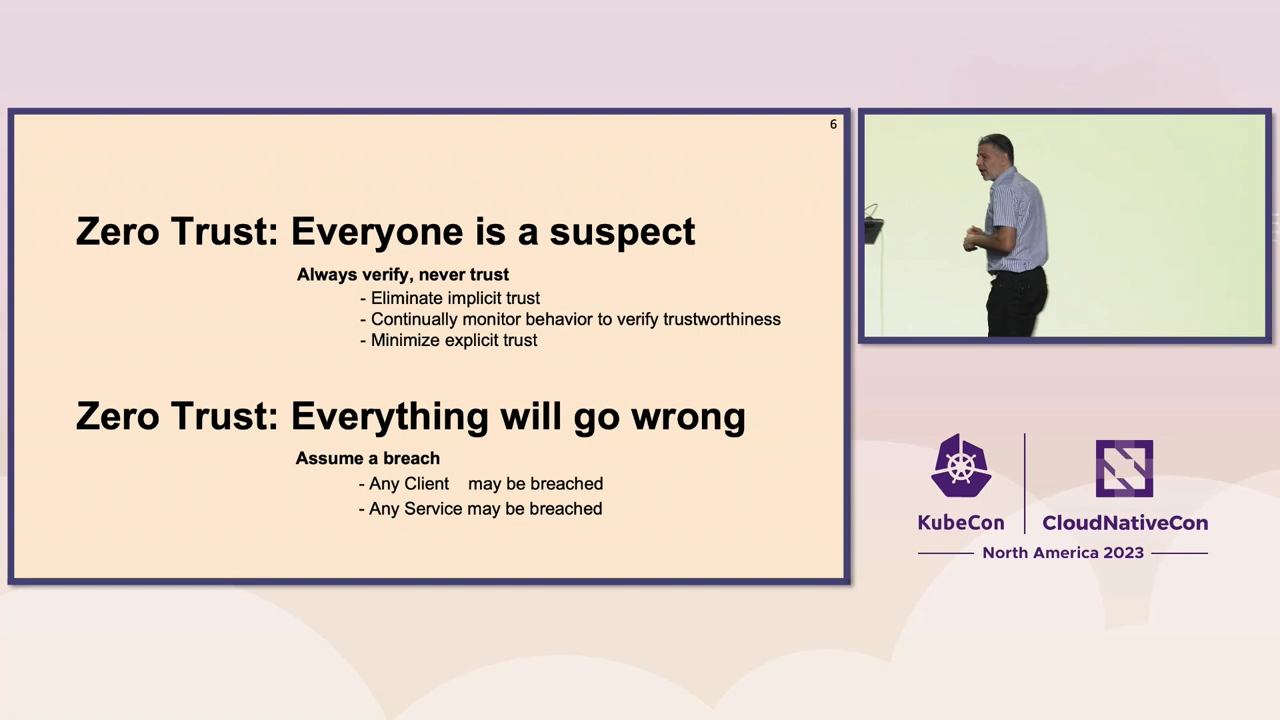 6
Zero Trust: Everyone is a suspect
Always verify, never trust
- Eliminate implicit trust
- Continually monitor behavior to verify trustworthiness
- Minimize explicit trust
Zero Trust: Everything will go wrong
Assume a breach
- Any Client    may be breached
- Any Service may be breached
KubeCon
CloudNativeCon
North America 2023